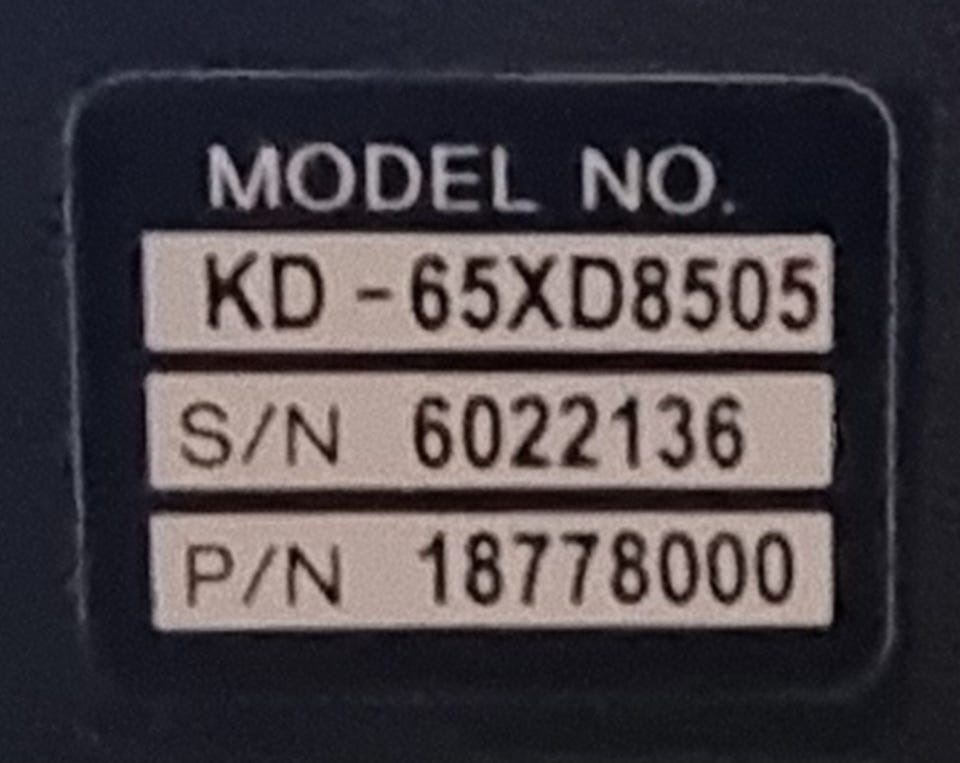 MODEL NO.
KD-65XD8505
S/N 6022136
P/N 18778000